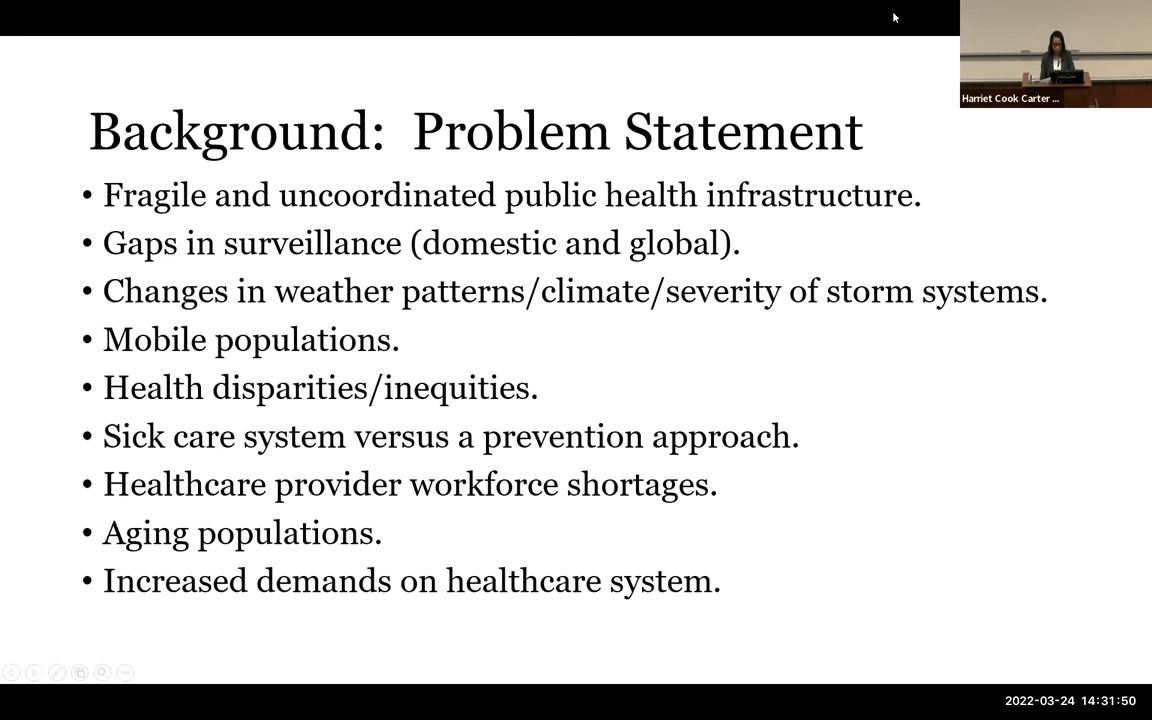 Harriet Cook Carter ...
Background: Problem Statement
• Fragile and uncoordinated public health infrastructure.
• Gaps in surveillance (domestic and global).
• Changes in weather patterns/climate/severity of storm systems.
• Mobile populations.
• Health disparities/inequities.
• Sick care system versus a prevention approach.
• Healthcare provider workforce shortages.
• Aging populations.
• Increased demands on healthcare system.
2022-03-24 14:31:50